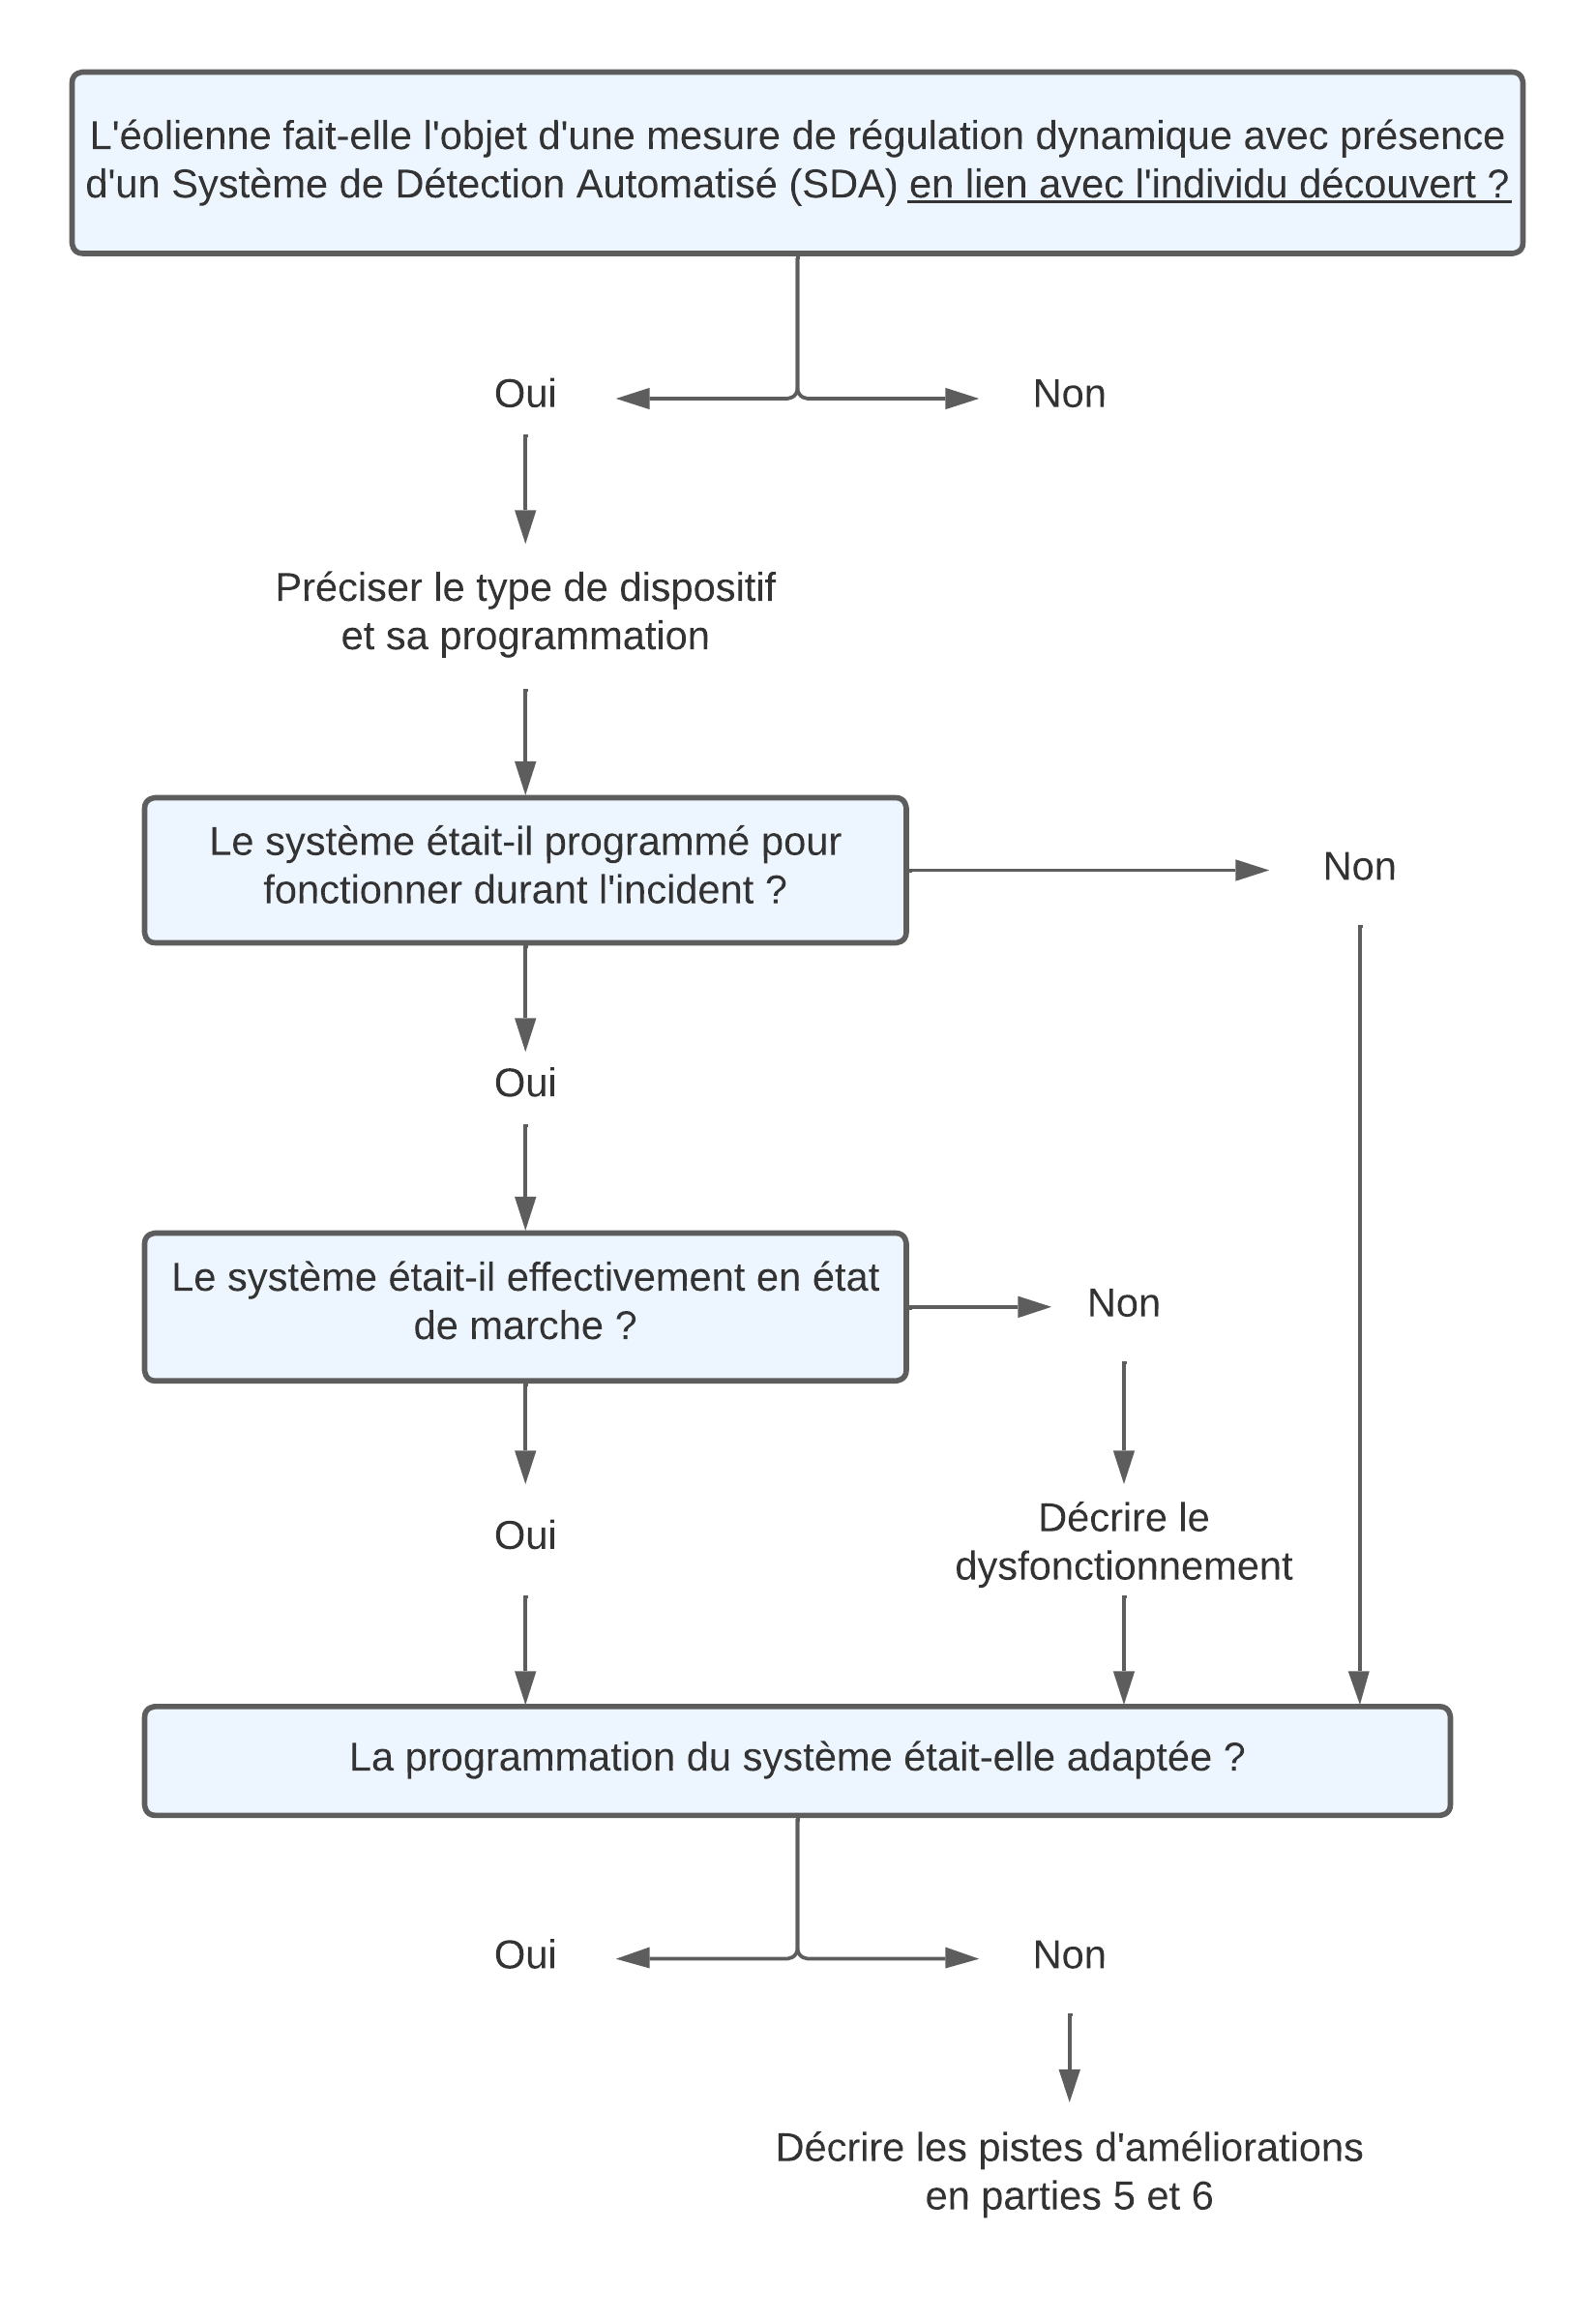 L'éolienne fait-elle l'objet d'une mesure de régulation dynamique avec présence
d'un Système de Détection Automatisé (SDA) en lien avec l'individu découvert ?
Oui
Non
Préciser le type de dispositif
et sa programmation
Le système était-il programmé pour
fonctionner durant l'incident ?
Non
Oui
Le système était-il effectivement en état
de marche ?
Non
Oui
Décrire le
dysfonctionnement
La programmation du système était-elle adaptée ?
Oui
Non
Décrire les pistes d'améliorations
en parties 5 et 6